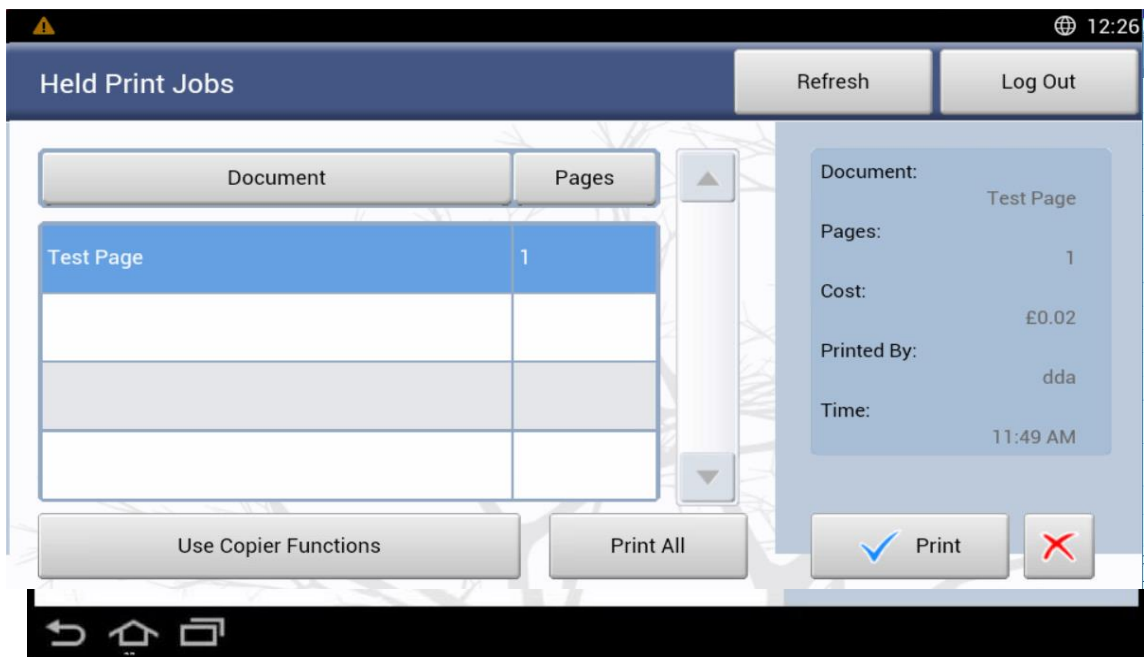 12:26
Held Print Jobs
Refresh
Log Out
Document
Pages
Test Page
1
Use Copier Functions
Print All
Document:
Test Page
Pages:
1
Cost:
£0.02
Printed By:
dda
Time:
11:49 AM
Print